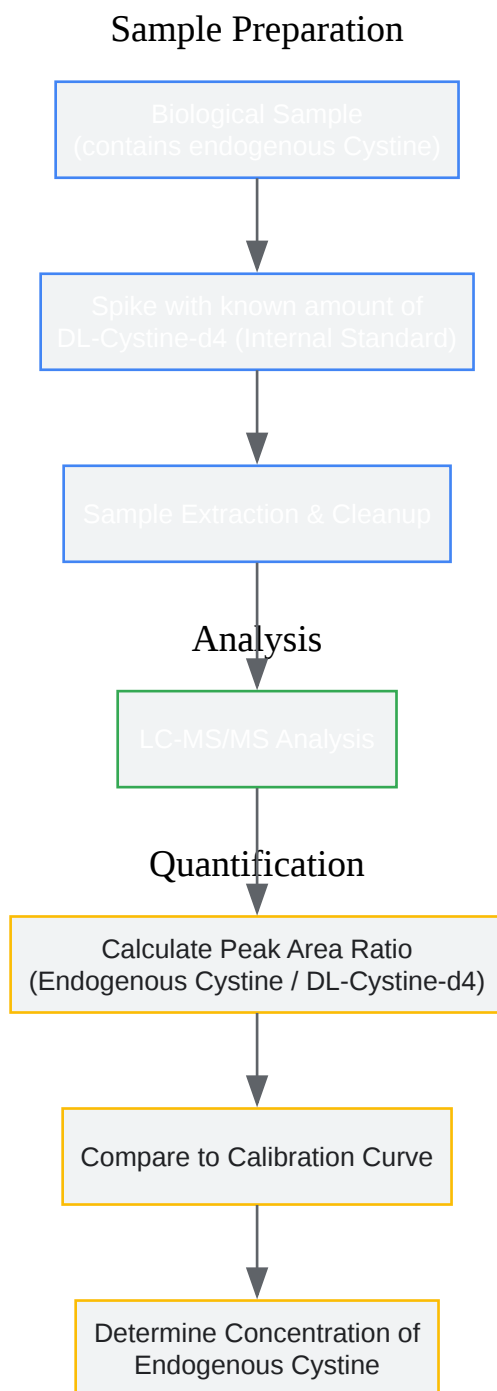 Sample Preparation
Biological Sample
(contains endogenous Cystine)
Spike with known amount of
DL-Cystine-d4 (Internal Standard)
Sample Extraction & Cleanup
Analysis
LC-MS/MS Analysis
Quantification
Calculate Peak Area Ratio
(Endogenous Cystine / DL-Cystine-d4)
Compare to Calibration Curve
Determine Concentration of
Endogenous Cystine